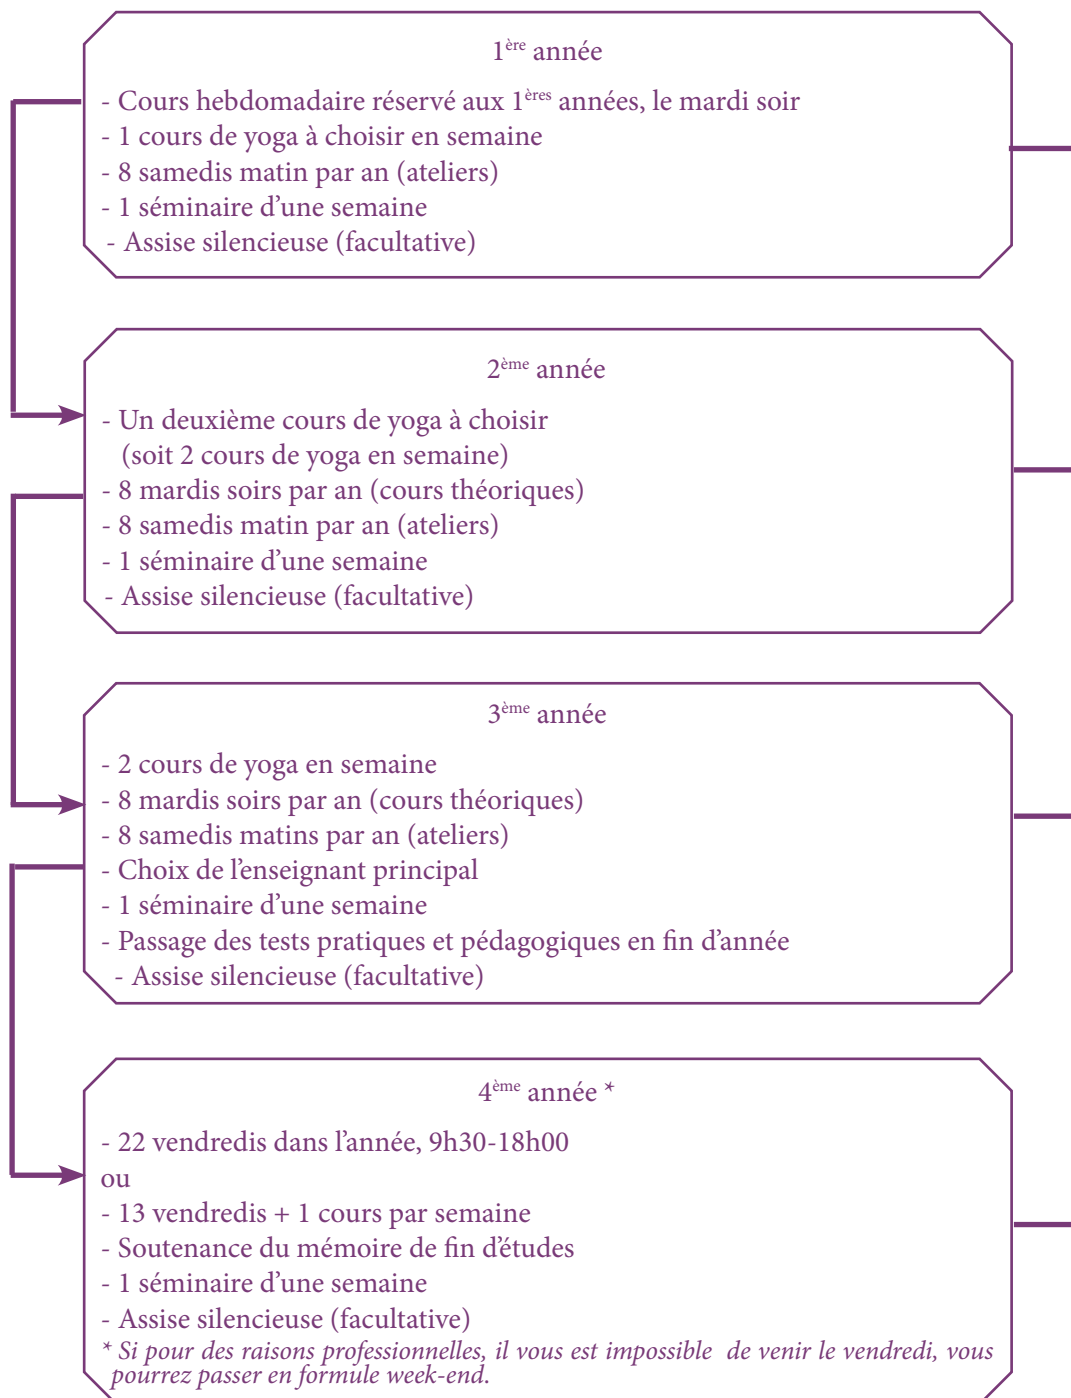 1ère année
- Cours hebdomadaire réservé aux 1ères années, le mardi soir
- 1 cours de yoga à choisir en semaine
- 8 samedis matin par an (ateliers)
- 1 séminaire d'une semaine
- Assise silencieuse (facultative)
2ème année
- Un deuxième cours de yoga à choisir
(soit 2 cours de yoga en semaine)
- 8 mardis soirs par an (cours théoriques)
- 8 samedis matin par an (ateliers)
- 1 séminaire d'une semaine
- Assise silencieuse (facultative)
3ème année
- 2 cours de yoga en semaine
- 8 mardis soirs par an (cours théoriques)
- 8 samedis matins par an (ateliers)
- Choix de l'enseignant principal
- 1 séminaire d'une semaine
- Passage des tests pratiques et pédagogiques en fin d'année
- Assise silencieuse (facultative)
4ème année *
- 22 vendredis dans l'année, 9h30-18h00
ou
- 13 vendredis + 1 cours par semaine
- Soutenance du mémoire de fin d'études
- 1 séminaire d'une semaine
- Assise silencieuse (facultative)
* Si pour des raisons professionnelles, il vous est impossible de venir le vendredi, vous
pourrez passer en formule week-end.